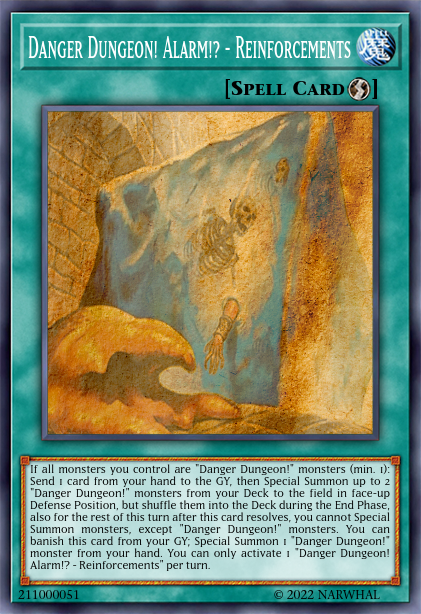 Danger Dungeon! Alarm!? - Reinforcements
魔
[Spell Card]
If all monsters you control are "Danger Dungeon!" monsters (min. 1):
Send 1 card from your hand to the GY, then Special Summon up to 2
"Danger Dungeon!" monsters from your Deck to the field in face-up
Defense Position, but shuffle them into the Deck during the End Phase,
also for the rest of this turn after this card resolves, you cannot Special
Summon monsters, except "Danger Dungeon!" monsters. You can
banish this card from your GY; Special Summon 1 "Danger Dungeon!"
monster from your hand. You can only activate 1 "Danger Dungeon!
Alarm!? - Reinforcements" per turn.
211000051 © 2022 NARWHAL